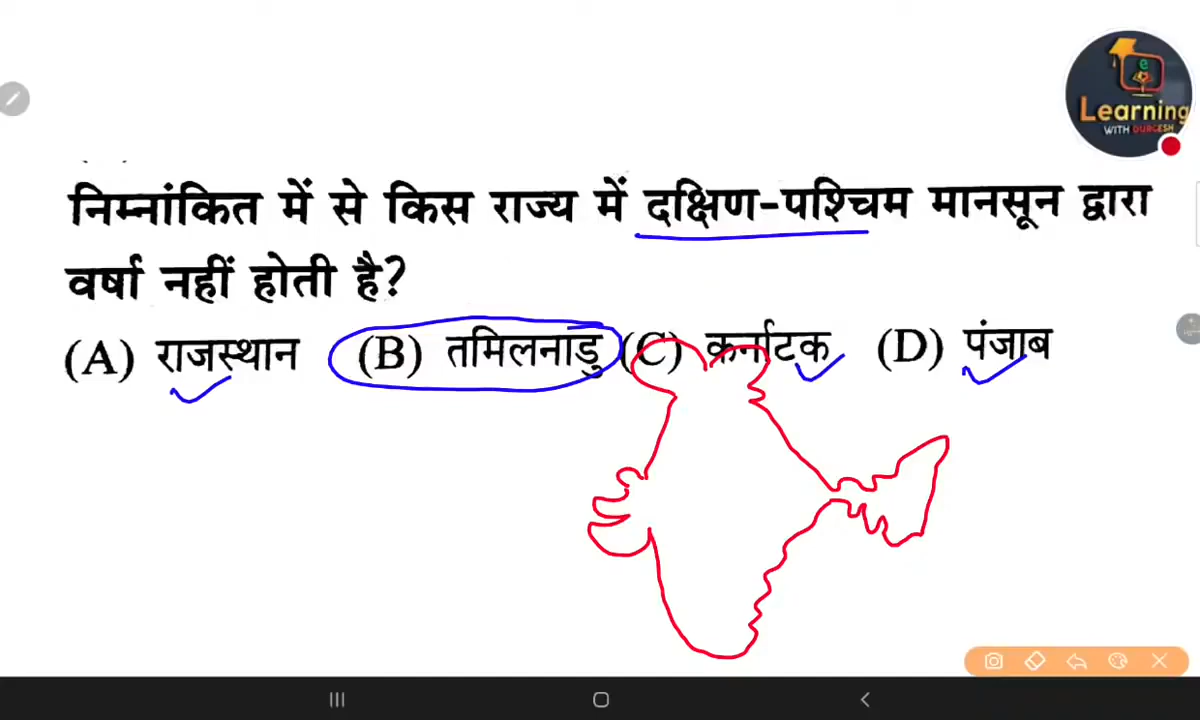 e
Learning
WITH DURGESH
निम्नांकित में से किस राज्य में दक्षिण-पश्चिम मानसून द्वारा
वर्षा नहीं होती है?
(A) राजस्थान (B) तमिलनाडु (C) कर्नाटक (D) पंजाब